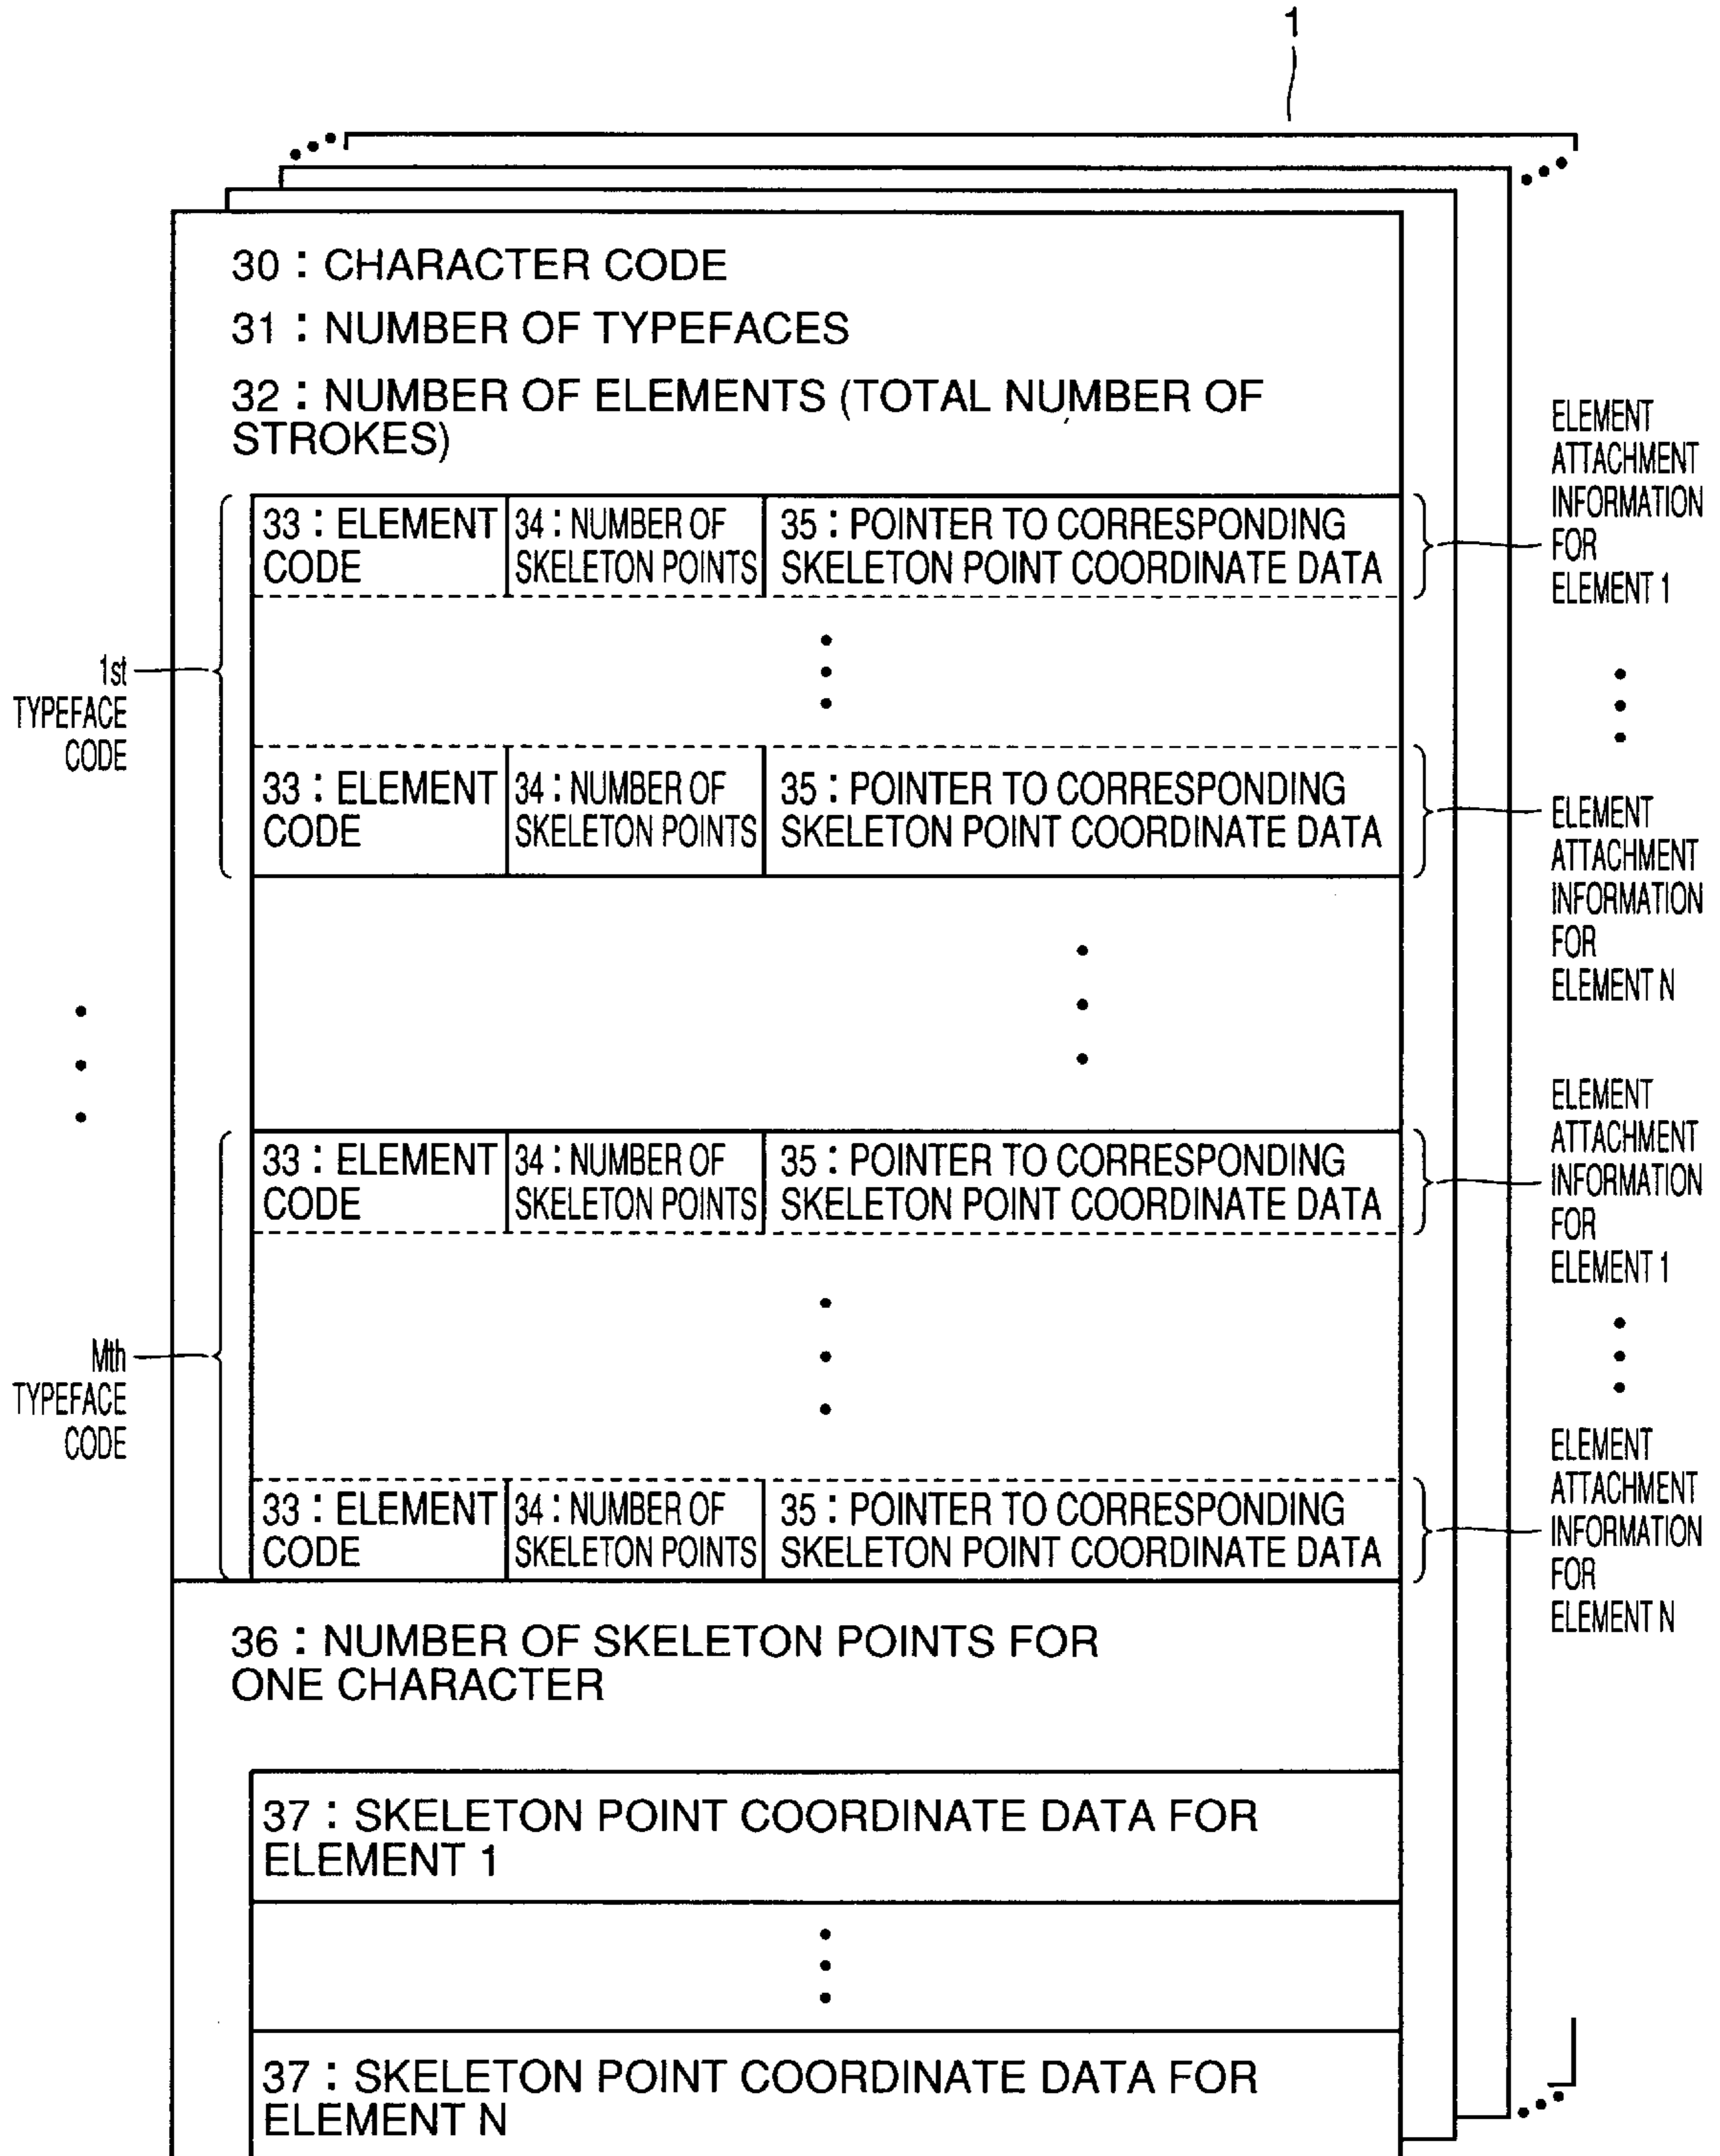 1
30 : CHARACTER CODE
31 : NUMBER OF TYPEFACES
32 : NUMBER OF ELEMENTS (TOTAL NUMBER OF
STROKES)
1st
TYPEFACE
CODE
33 : ELEMENT
CODE
34 : NUMBER OF
SKELETON POINTS
35 : POINTER TO CORRESPONDING
SKELETON POINT COORDINATE DATA
ELEMENT
ATTACHMENT
INFORMATION
FOR
ELEMENT 1
33 : ELEMENT
CODE
34 : NUMBER OF
SKELETON POINTS
35 : POINTER TO CORRESPONDING
SKELETON POINT COORDINATE DATA
ELEMENT
ATTACHMENT
INFORMATION
FOR
ELEMENT N
Mth
TYPEFACE
CODE
33 : ELEMENT
CODE
34 : NUMBER OF
SKELETON POINTS
35 : POINTER TO CORRESPONDING
SKELETON POINT COORDINATE DATA
ELEMENT
ATTACHMENT
INFORMATION
FOR
ELEMENT 1
33 : ELEMENT
CODE
34 : NUMBER OF
SKELETON POINTS
35 : POINTER TO CORRESPONDING
SKELETON POINT COORDINATE DATA
ELEMENT
ATTACHMENT
INFORMATION
FOR
ELEMENT N
36 : NUMBER OF SKELETON POINTS FOR
ONE CHARACTER
37 : SKELETON POINT COORDINATE DATA FOR
ELEMENT 1
37 : SKELETON POINT COORDINATE DATA FOR
ELEMENT N